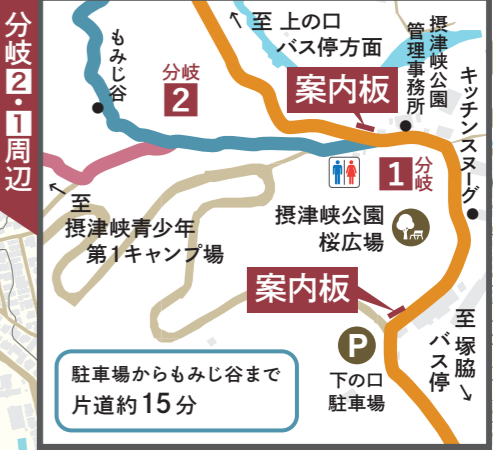 分岐2・1周辺
↖至 上の口
バス停方面
もみじ谷
分岐
2
案内板
摂津峡公園
管理事務所
キッチンヌーグ
1
分岐
↖至
摂津峡青少年
第1キャンプ場
摂津峡公園
桜広場
案内板
P
下の口
駐車場
至 塚脇
バス停↘
駐車場からもみじ谷まで
片道約15分